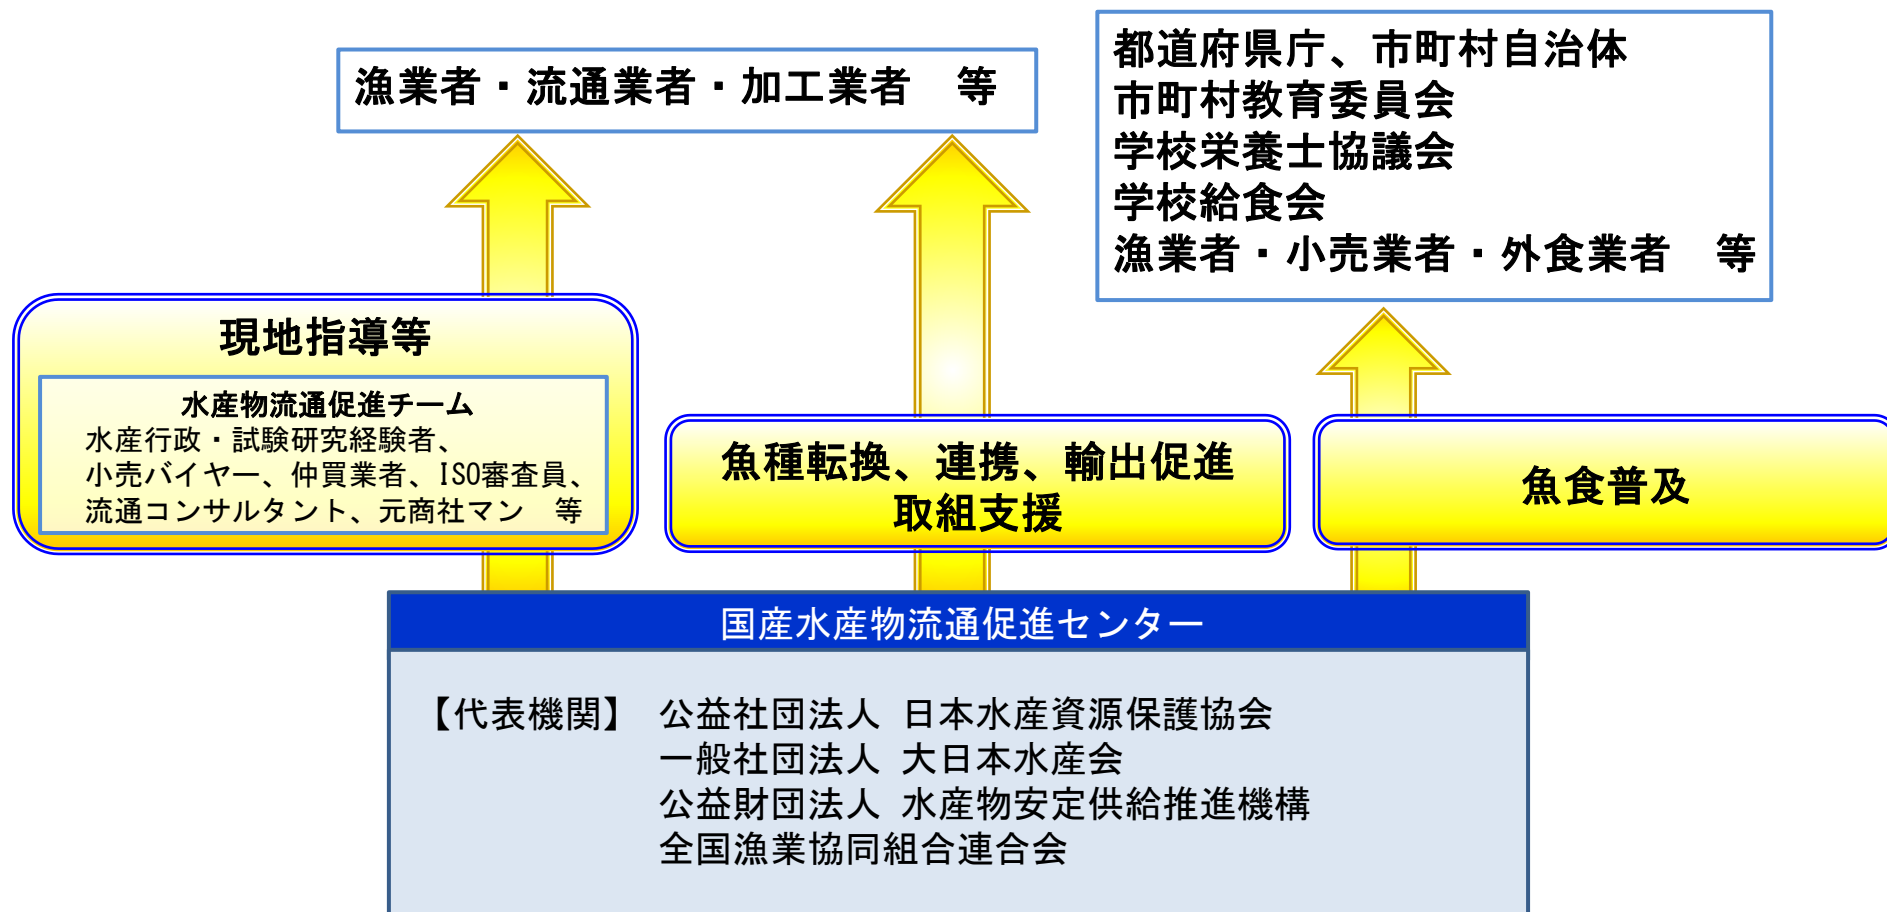 漁業者・流通業者・加工業者　等
都道府県庁、市町村自治体
市町村教育委員会
学校栄養士協議会
学校給食会
漁業者・小売業者・外食業者　等
現地指導等
水産物流通促進チーム
水産行政・試験研究経験者、
小売バイヤー、仲買業者、ISO審査員、
流通コンサルタント、元商社マン　等
魚種転換、連携、輸出促進
取組支援
魚食普及
国産水産物流通促進センター
【代表機関】 公益社団法人 日本水産資源保護協会
一般社団法人 大日本水産会
公益財団法人 水産物安定供給推進機構
全国漁業協同組合連合会